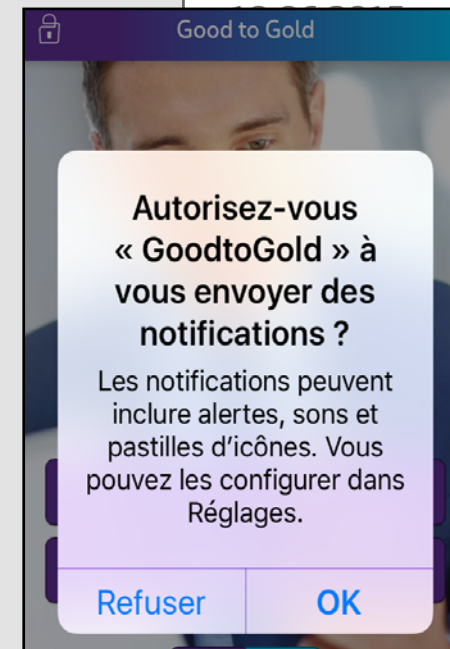 Good to Gold
Autorisez-vous
« GoodtoGold » à
vous envoyer des
notifications ?
Les notifications peuvent
inclure alertes, sons et
pastilles d’icônes. Vous
pouvez les configurer dans
Réglages.
Refuser OK